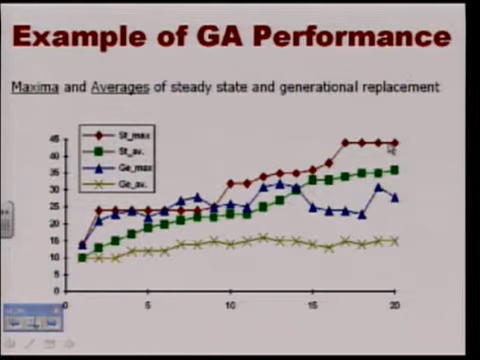 Example of GA Performance
Maxima and Averages of steady state and generational replacement
St_max
St_av.
Ge_max
Ge_av.
45
40
35
30
25
20
15
10
5
0
0 5 10 15 20